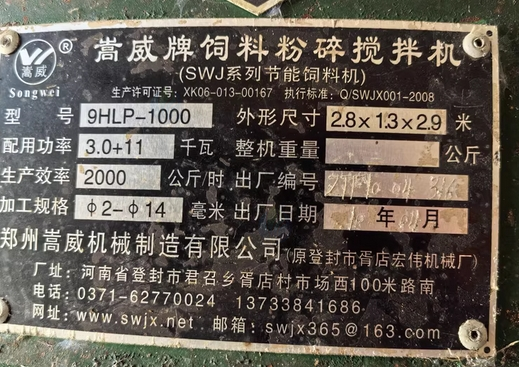 嵩威
Songwei
®
嵩威牌饲料粉碎搅拌机
(SWJ系列节能饲料机)
生产许可证号: XK06-013-00167 执行标准: Q/SWJX001-2008
型号 9HLP-1000 外形尺寸 2.8×1.3×2.9 米
配用功率 3.0+11 千瓦 整机重量 公斤
生产效率 2000 公斤/时 出厂编号
加工规格 φ2-φ14 毫米 出厂日期 年 月
郑州嵩威机械制造有限公司(原登封市胥店宏伟机械厂)
厂址: 河南省登封市君召乡胥店村市场西100米路南
电话: 0371-62770024 13733841686
网址: www.swjx.net 邮箱: swjx365@163.com